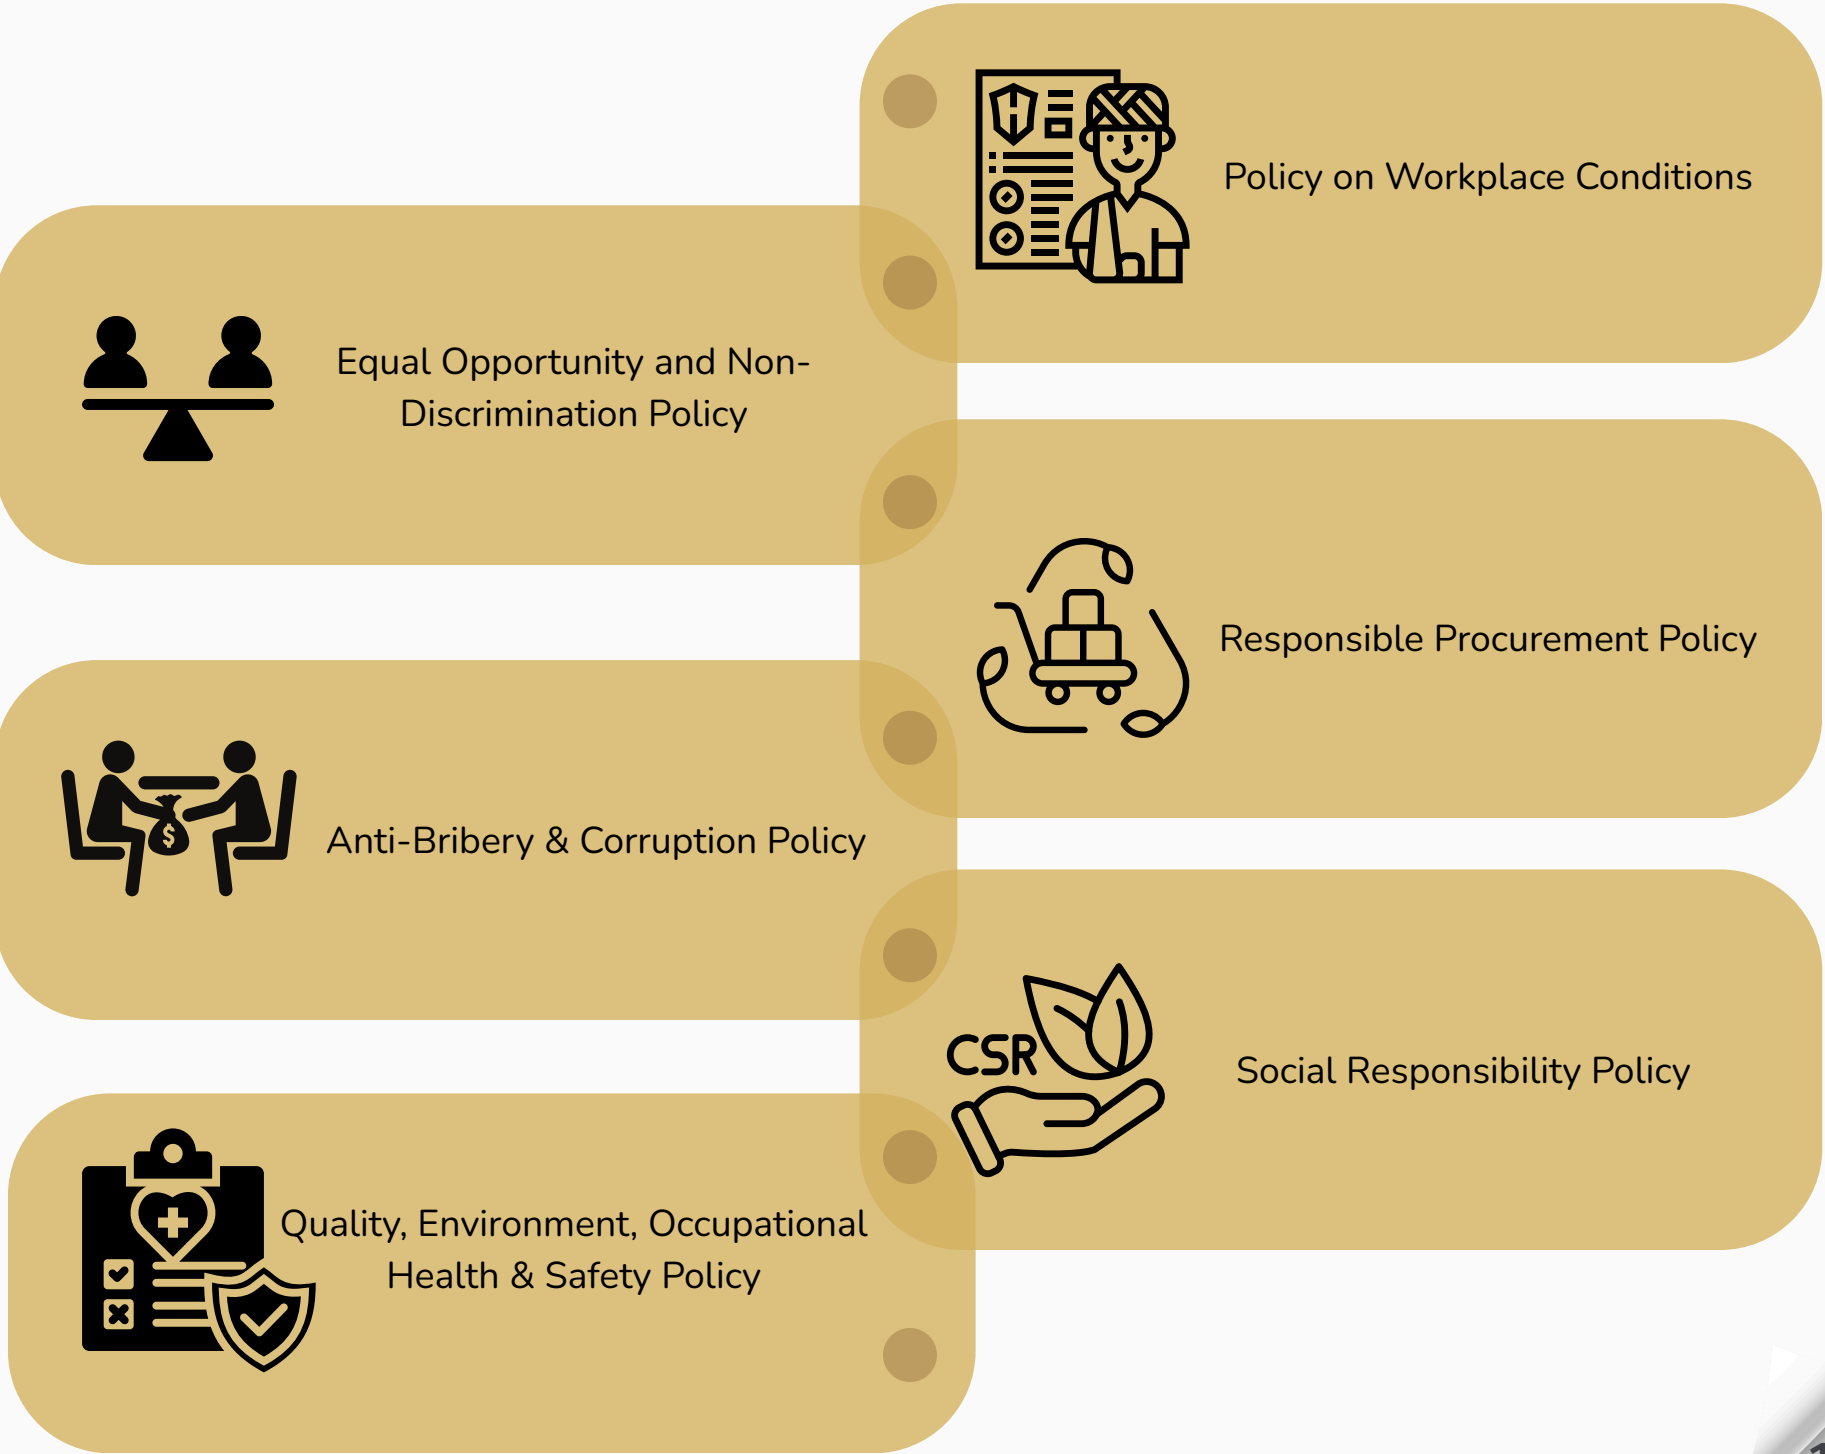 Policy on Workplace Conditions
Equal Opportunity and Non-
Discrimination Policy
Responsible Procurement Policy
$
Anti-Bribery & Corruption Policy
CSR
Social Responsibility Policy
Quality, Environment, Occupational
Health & Safety Policy